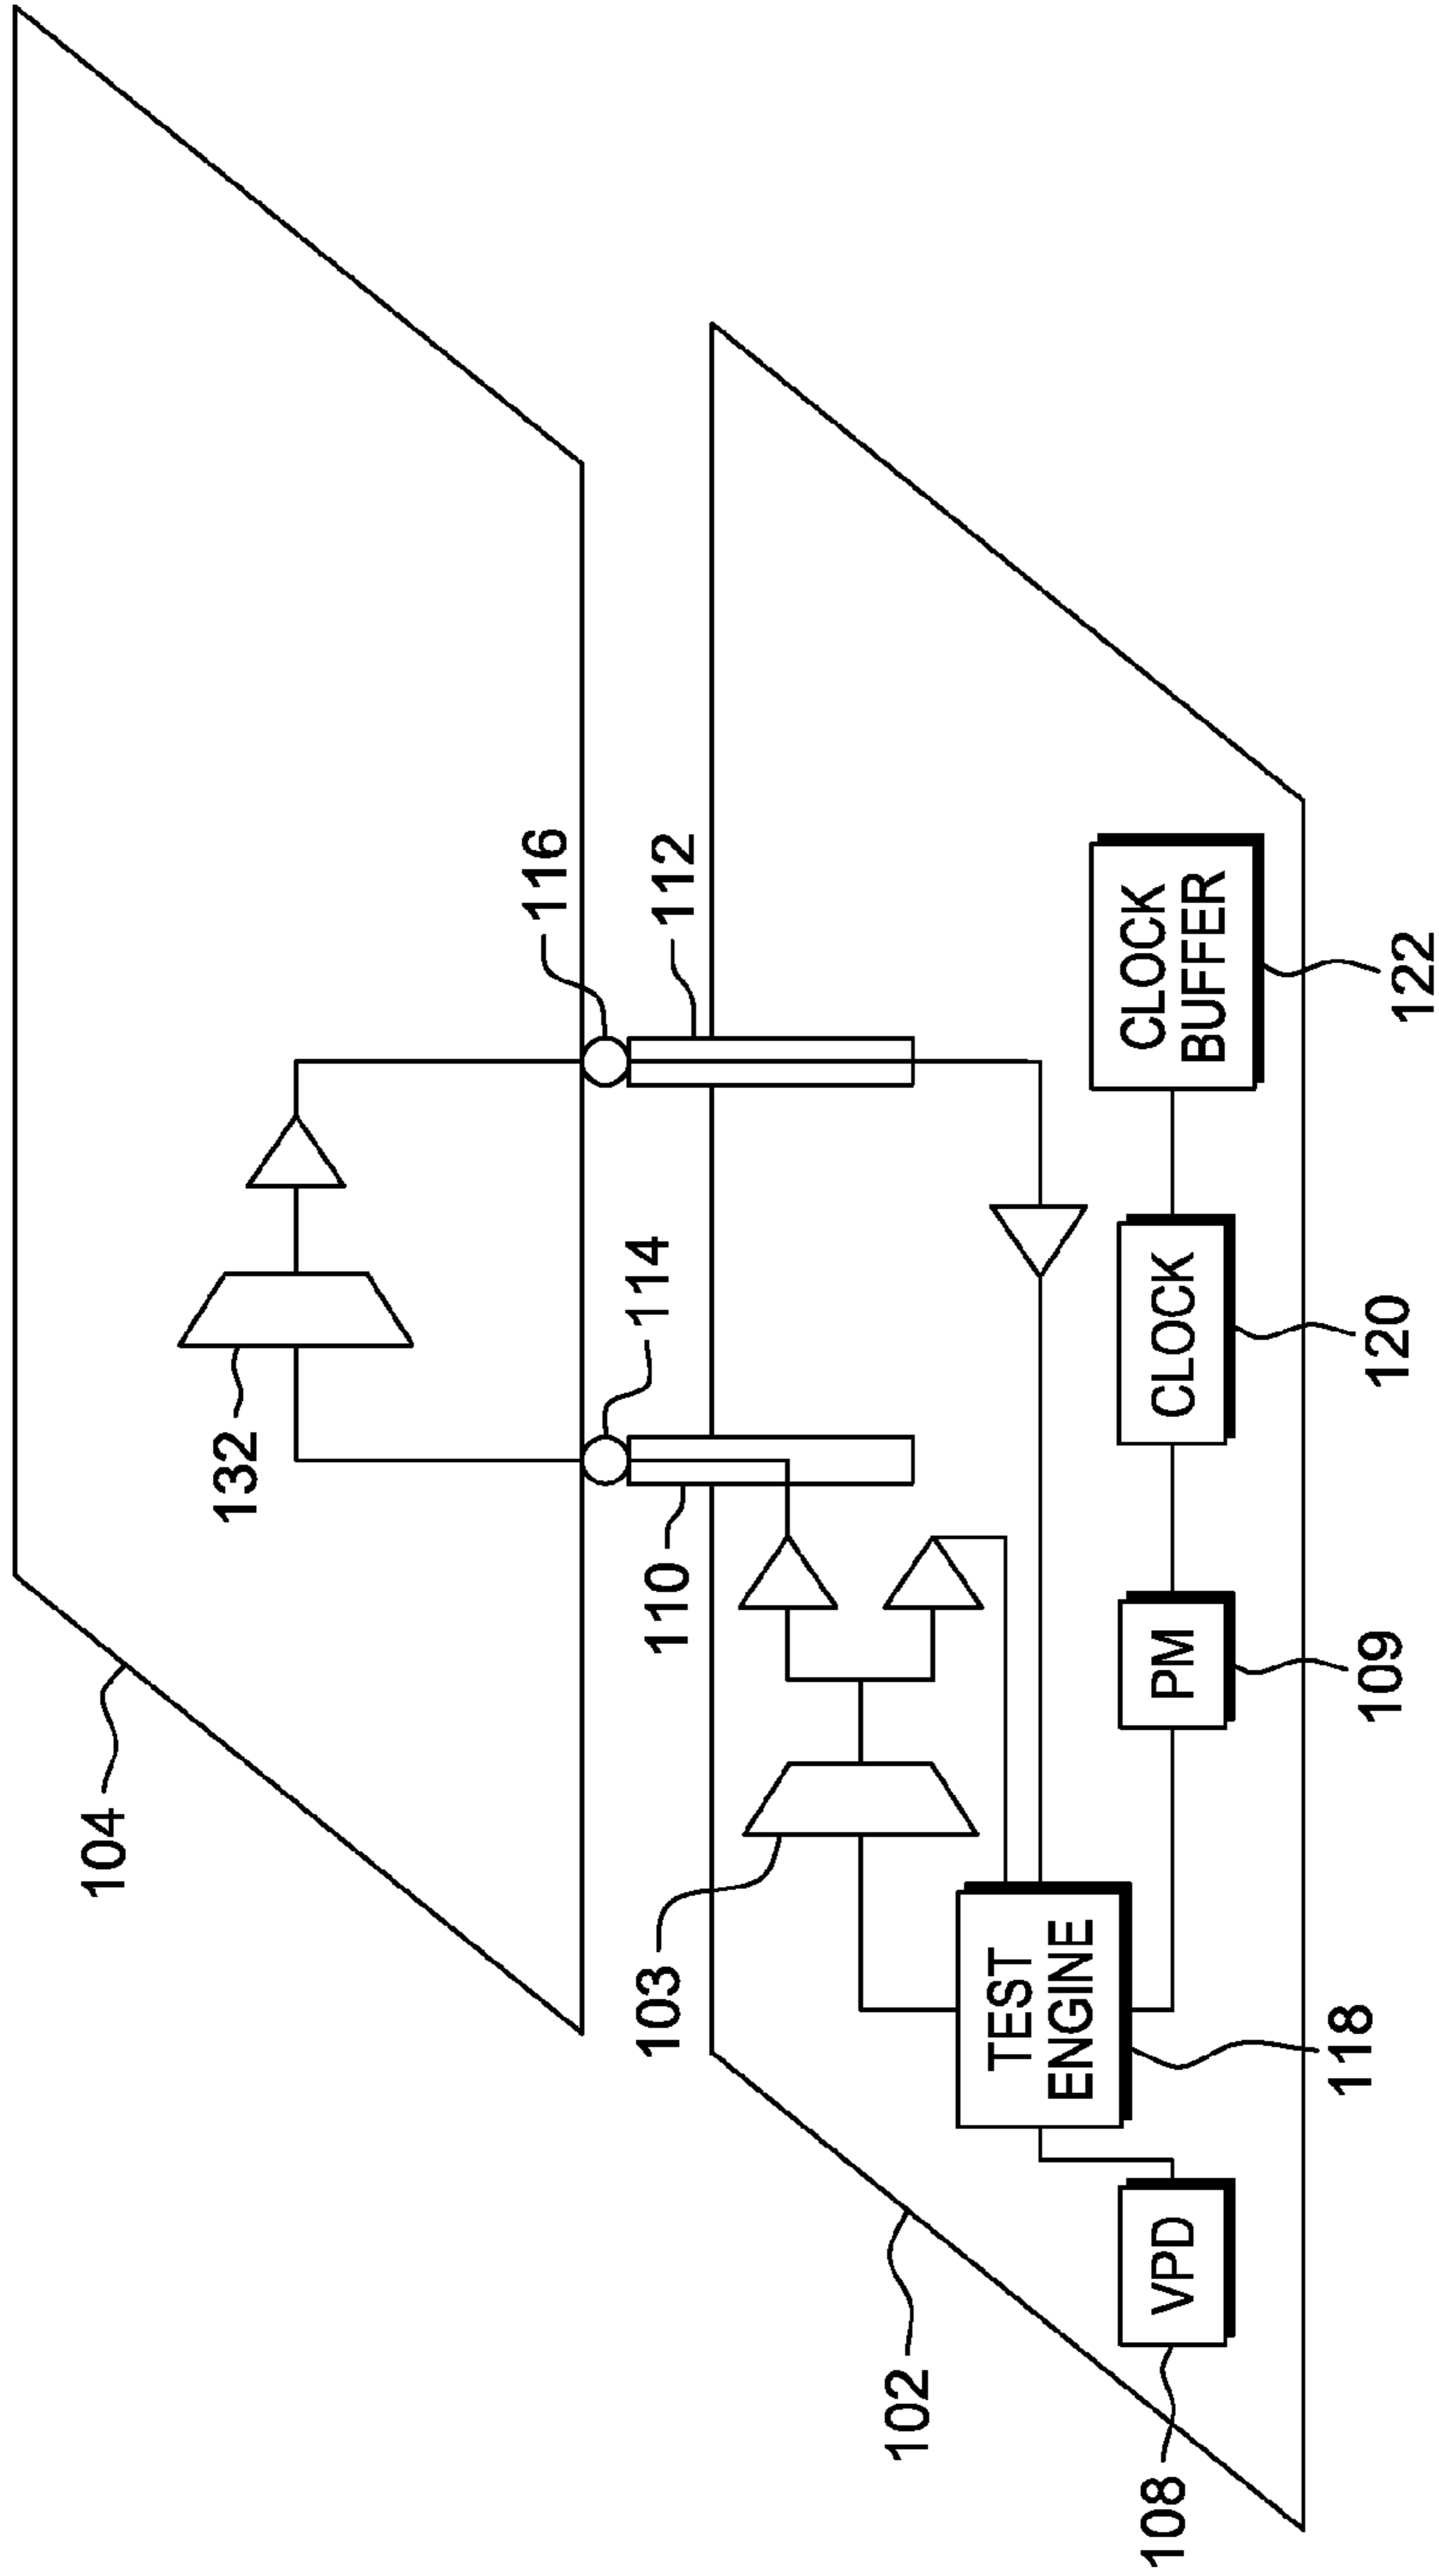 104
132
116
114
112
110
103
102
TEST
ENGINE
118
VPD
108
PM
109
CLOCK
120
CLOCK
BUFFER
122